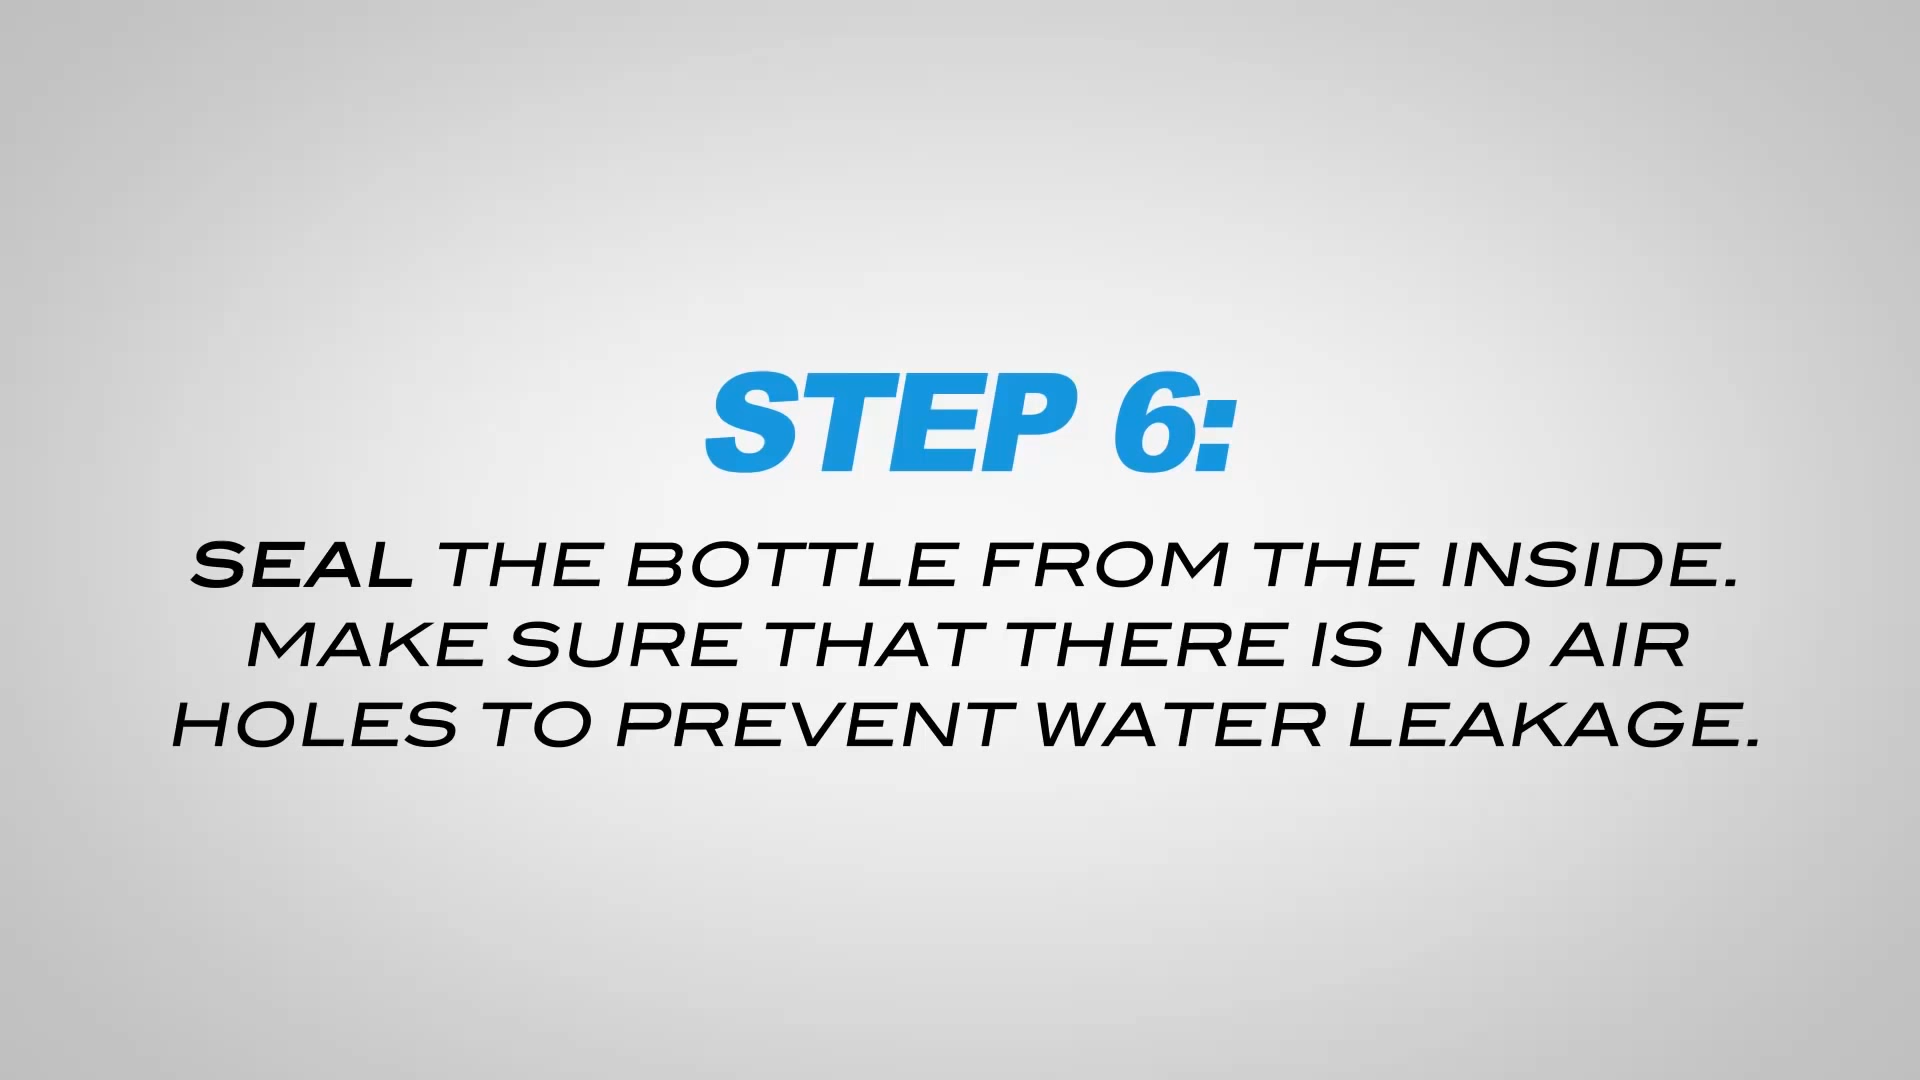 STEP 6:
SEAL THE BOTTLE FROM THE INSIDE.
MAKE SURE THAT THERE IS NO AIR
HOLES TO PREVENT WATER LEAKAGE.